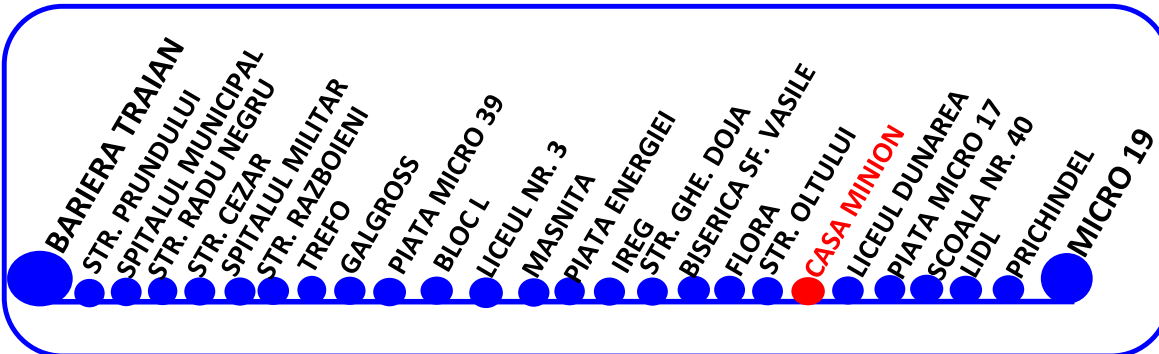 BARIERA TRAIAN
STR. PRUNDULUI
SPITALUL MUNICIPAL
STR. RADU NEGRU
STR. CEZAR
SPITALUL MILITAR
STR. RAZBOIENI
TREFO
GALGROSS
PIATA MICRO 39
BLOC L
LICEUL NR. 3
MASNITA
PIATA ENERGIEI
IREG
STR. GHE. DOJA
BISERICA SF. VASILE
FLORA
STR. OLTULUI
CASA MINION
LICEUL DUNAREA
PIATA MICRO 17
SCOALA NR. 40
LIDL
PRICHINDEL
MICRO 19